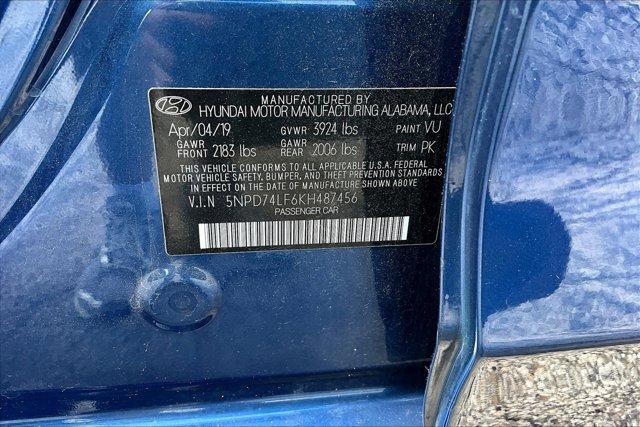 MANUFACTURED BY
HYUNDAI MOTOR MANUFACTURING ALABAMA, LLC
Apr/04/19 GVWR 3924 lbs PAINT VU
GAWR FRONT 2183 lbs GAWR REAR 2006 lbs TRIM PK
THIS VEHICLE CONFORMS TO ALL APPLICABLE U.S.A. FEDERAL
MOTOR VEHICLE SAFETY, BUMPER, AND THEFT PREVENTION STANDARDS
IN EFFECT ON THE DATE OF MANUFACTURE SHOWN ABOVE.
V.I.N 5NPD74LF6KH487456
PASSENGER CAR